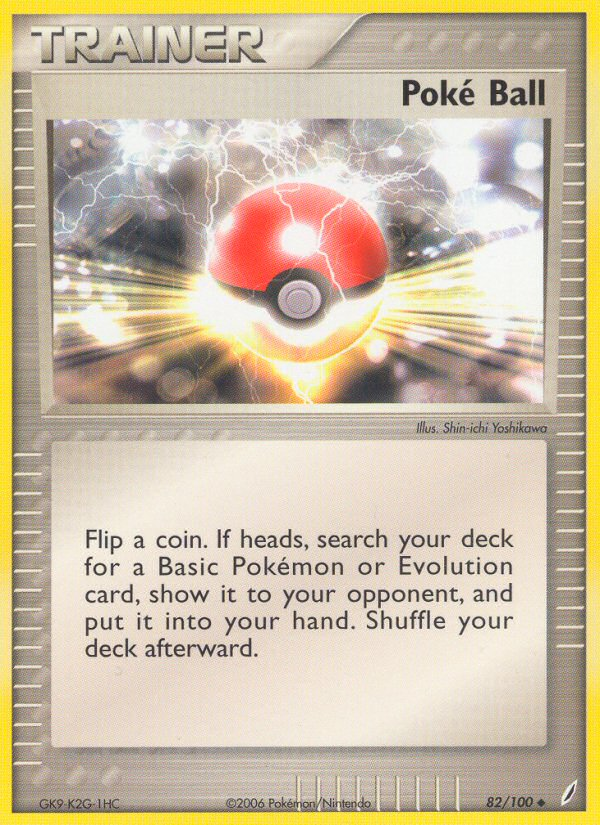 TRAINER
Poké Ball
Illus. Shin-ichi Yoshikawa
Flip a coin. If heads, search your deck
for a Basic Pokémon or Evolution
card, show it to your opponent, and
put it into your hand. Shuffle your
deck afterward.
GK9-K2G-1HC
©2006 Pokémon/Nintendo
82/100